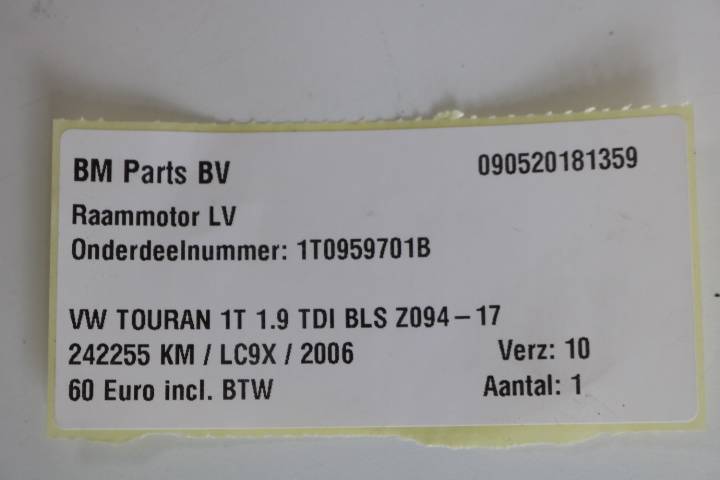 BM Parts BV 090520181359
Raammotor LV
Onderdeelnummer: 1T0959701B
VW TOURAN 1T 1.9 TDI BLS Z094-17
242255 KM / LC9X / 2006 Verz: 10
60 Euro incl. BTW Aantal: 1